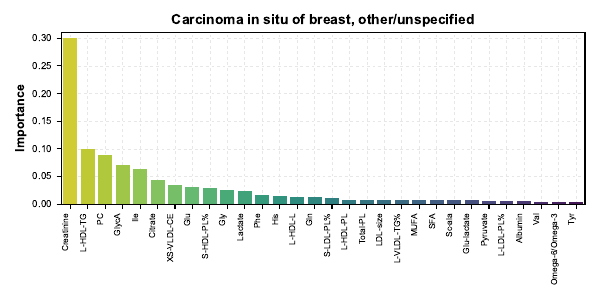 Carcinoma in situ of breast, other/unspecified
Importance
0.30
0.25
0.20
0.15
0.10
0.05
0.00
Creatinine
L-HDL-TG
PC
GlycA
Ile
Citrate
XS-VLDL-CE
Glu
S-HDL-PL%
Gly
Lactate
Phe
His
L-HDL-L
Gln
S-LDL-PL%
L-HDL-PL
Total-PL
LDL-size
L-VLDL-TG%
MUFA
SFA
Glu-lactate
Pyruvate
L-LDL-PL%
Albumin
Val
Omega-6/Omega-3
Tyr